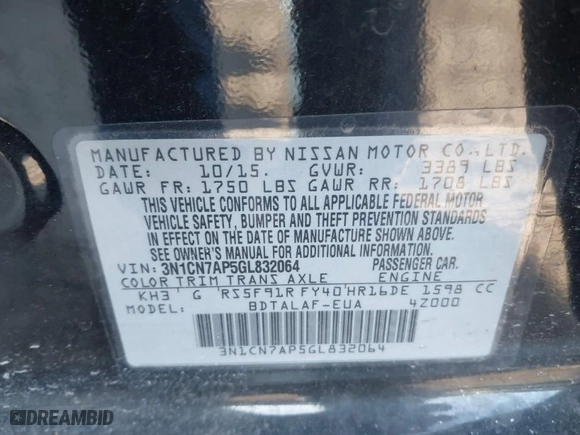 MANUFACTURED BY NISSAN MOTOR CO.,LTD.
DATE: 10/15. GVWR: 3389 LBS
GAWR FR: 1750 LBS GAWR RR: 1708 LBS
THIS VEHICLE CONFORMS TO ALL APPLICABLE FEDERAL MOTOR
VEHICLE SAFETY, BUMPER AND THEFT PREVENTION STANDARDS
IN EFFECT ON THE DATE OF MANUFACTURE SHOWN ABOVE.
SEE OWNER'S MANUAL FOR ADDITIONAL INFORMATION
VIN: 3N1CN7AP5GL832064 PASSENGER CAR.
COLOR TRIM TRANS AXLE ENGINE
KH3 G RS5F91R FY40 HR16DE 1598 CC
MODEL: BDTALAF-EUA 4Z000
3N1CN7AP5GL832064
DREAMBID